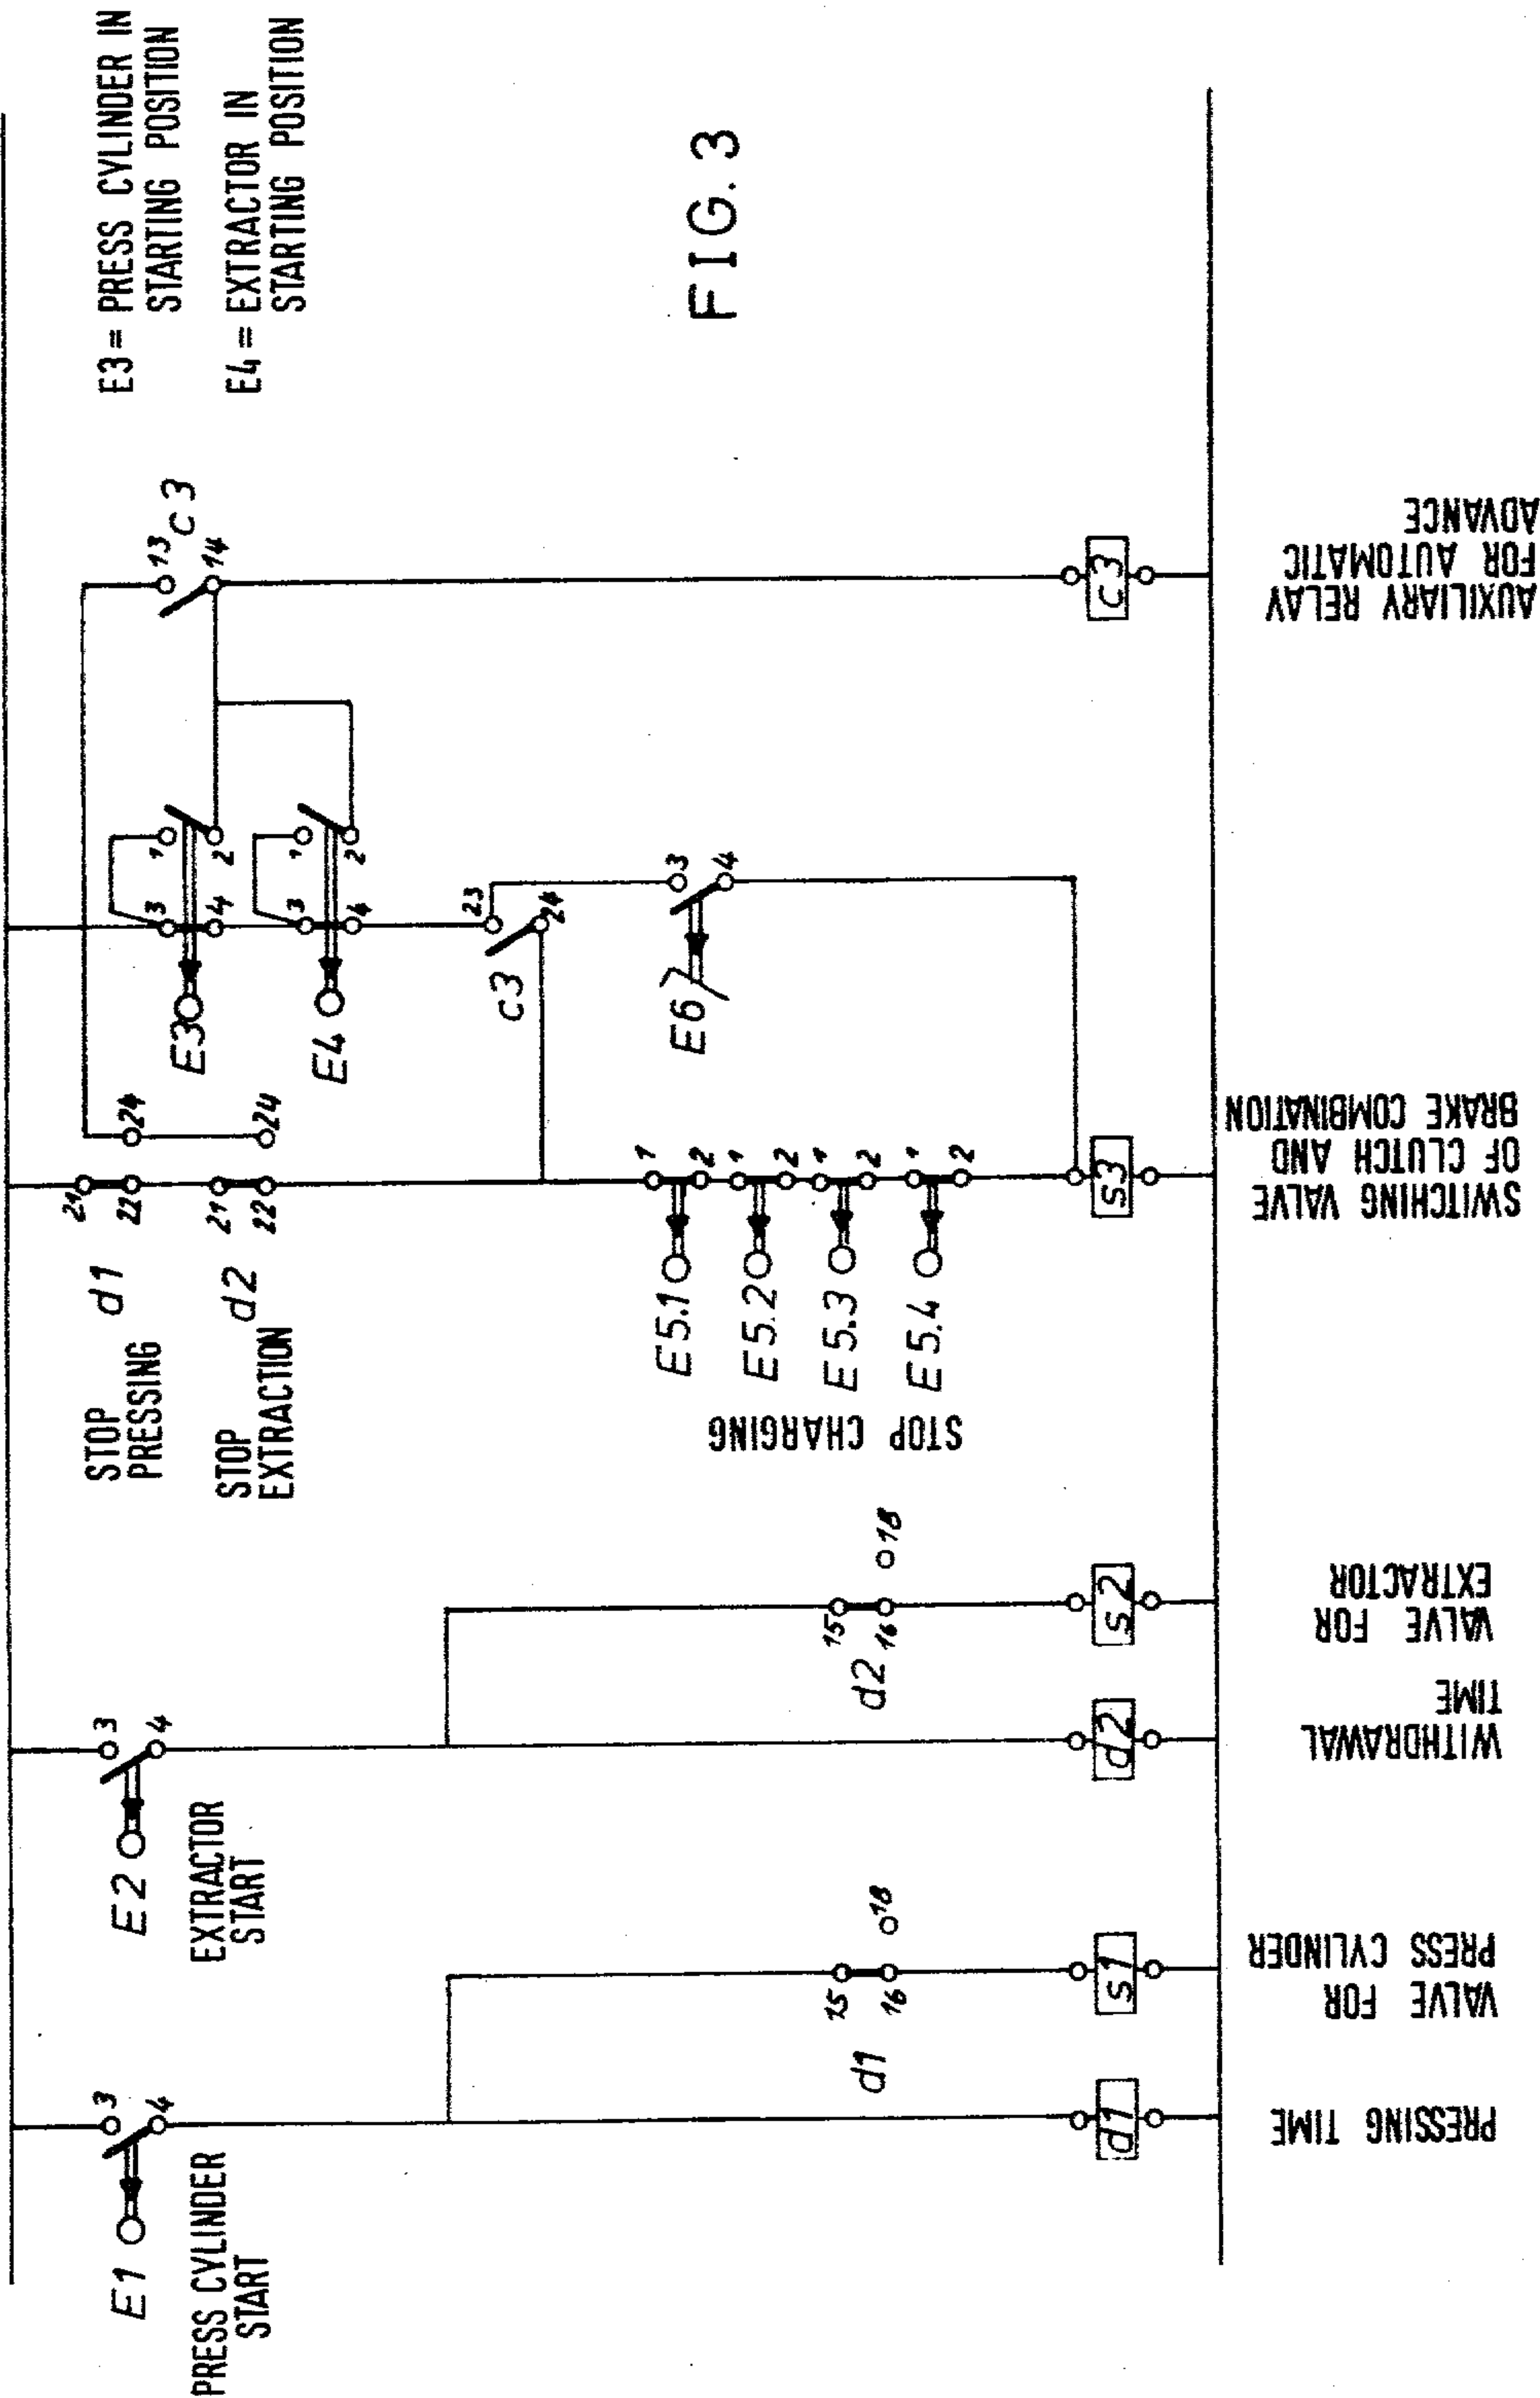 E3 = PRESS CYLINDER IN
STARTING POSITION
E4 = EXTRACTOR IN
STARTING POSITION
FIG. 3
13
c3
14
1
2
3
4
E3
1
2
3
4
E4
23
24
c3
3
4
E6
24
24
21
22
d1
STOP
PRESSING
21
22
d2
STOP
EXTRACTION
1
2
E5.1
1
2
E5.2
1
2
E5.3
1
2
E5.4
STOP CHARGING
3
4
E2
EXTRACTOR
START
15
16
18
d2
3
4
E1
PRESS CYLINDER
START
15
16
18
d1
d1
s1
d2
s2
s3
c3
PRESSING TIME
VALVE FOR
PRESS CYLINDER
WITHDRAWAL
TIME
VALVE FOR
EXTRACTOR
SWITCHING VALVE
OF CLUTCH AND
BRAKE COMBINATION
AUXILIARY RELAY
FOR AUTOMATIC
ADVANCE